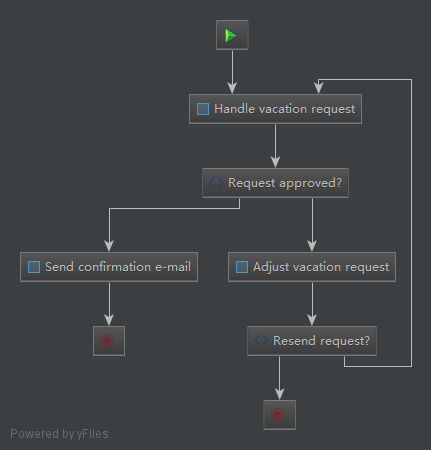 Handle vacation request
Request approved?
Send confirmation e-mail
Adjust vacation request
Resend request?
Powered by yFiles